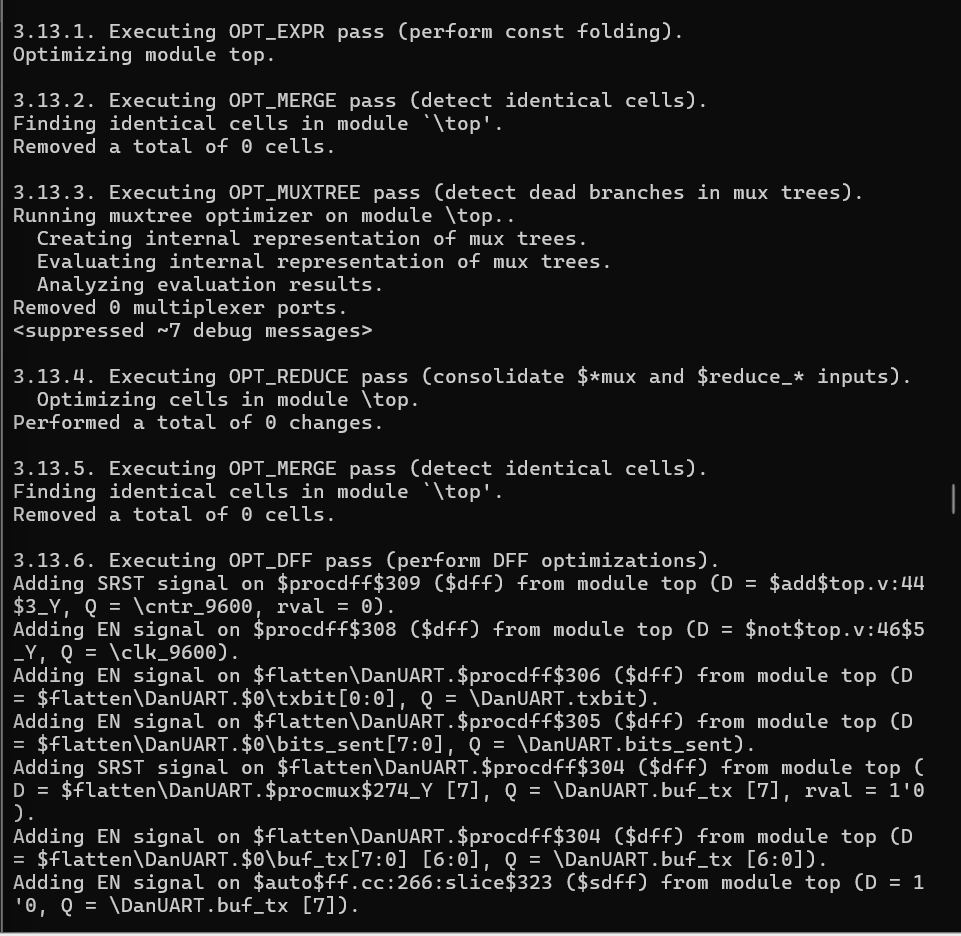 3.13.1. Executing OPT_EXPR pass (perform const folding).
Optimizing module top.
3.13.2. Executing OPT_MERGE pass (detect identical cells).
Finding identical cells in module `\top'.
Removed a total of 0 cells.
3.13.3. Executing OPT_MUXTREE pass (detect dead branches in mux trees).
Running muxtree optimizer on module \top..
  Creating internal representation of mux trees.
  Evaluating internal representation of mux trees.
  Analyzing evaluation results.
Removed 0 multiplexer ports.
<suppressed ~7 debug messages>
3.13.4. Executing OPT_REDUCE pass (consolidate $*mux and $reduce_* inputs).
  Optimizing cells in module \top.
Performed a total of 0 changes.
3.13.5. Executing OPT_MERGE pass (detect identical cells).
Finding identical cells in module `\top'.
Removed a total of 0 cells.
3.13.6. Executing OPT_DFF pass (perform DFF optimizations).
Adding SRST signal on $procdff$309 ($dff) from module top (D = $add$top.v:44
$3_Y, Q = \cntr_9600, rval = 0).
Adding EN signal on $procdff$308 ($dff) from module top (D = $not$top.v:46$5
_Y, Q = \clk_9600).
Adding EN signal on $flatten\DanUART.$procdff$306 ($dff) from module top (D
= $flatten\DanUART.$0\txbit[0:0], Q = \DanUART.txbit).
Adding EN signal on $flatten\DanUART.$procdff$305 ($dff) from module top (D
= $flatten\DanUART.$0\bits_sent[7:0], Q = \DanUART.bits_sent).
Adding SRST signal on $flatten\DanUART.$procdff$304 ($dff) from module top (
D = $flatten\DanUART.$procmux$274_Y [7], Q = \DanUART.buf_tx [7], rval = 1'0
).
Adding EN signal on $flatten\DanUART.$procdff$304 ($dff) from module top (D
= $flatten\DanUART.$0\buf_tx[7:0] [6:0], Q = \DanUART.buf_tx [6:0]).
Adding EN signal on $auto$ff.cc:266:slice$323 ($sdff) from module top (D = 1
'0, Q = \DanUART.buf_tx [7]).